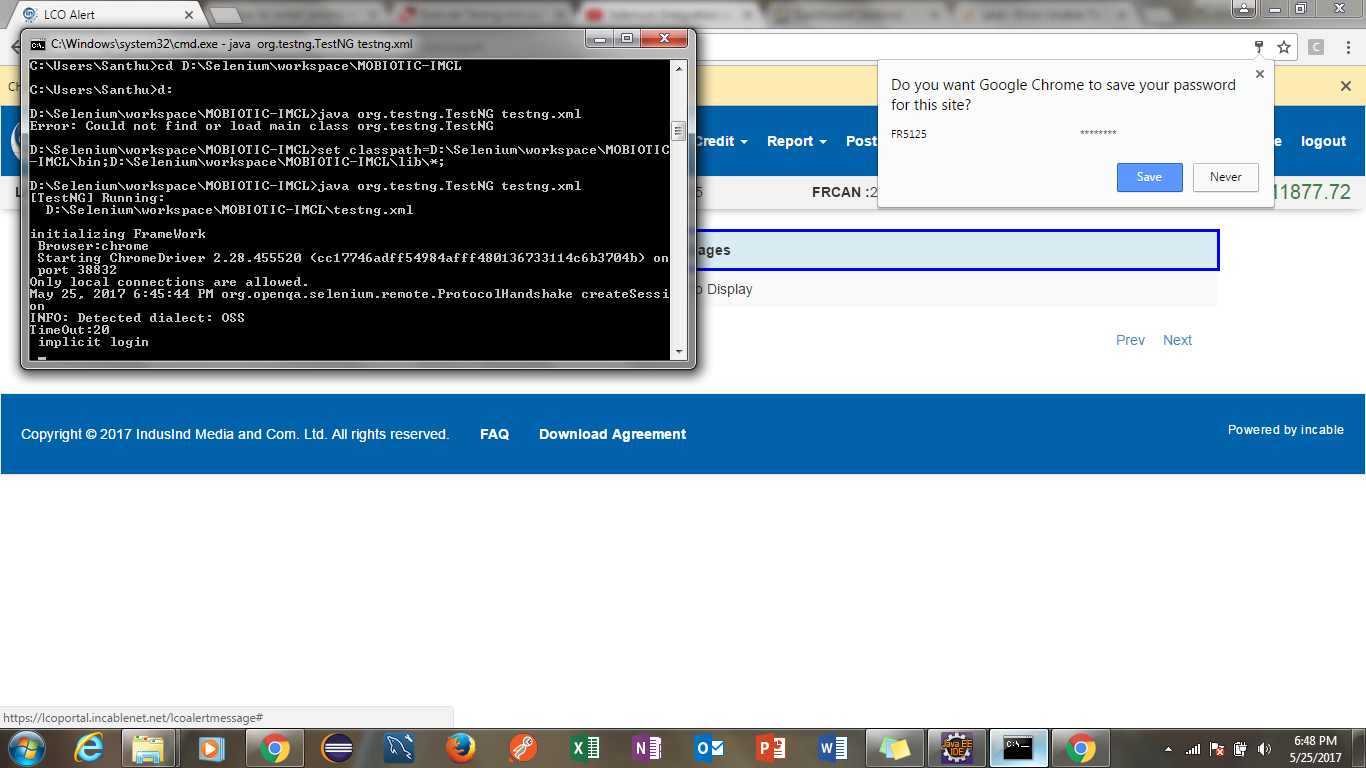 LCO Alert
C:\Windows\system32\cmd.exe - java  org.testng.TestNG testng.xml
C:\Users\Santhu>cd D:\Selenium\workspace\MOBIOTIC-IMCL
C:\Users\Santhu>d:
D:\Selenium\workspace\MOBIOTIC-IMCL>java org.testng.TestNG testng.xml
Error: Could not find or load main class org.testng.TestNG
D:\Selenium\workspace\MOBIOTIC-IMCL>set classpath=D:\Selenium\workspace\MOBIOTIC
-IMCL\bin;D:\Selenium\workspace\MOBIOTIC-IMCL\lib\*;
D:\Selenium\workspace\MOBIOTIC-IMCL>java org.testng.TestNG testng.xml
[TestNG] Running:
D:\Selenium\workspace\MOBIOTIC-IMCL\testng.xml
initializing FrameWork
Browser:chrome
Starting ChromeDriver 2.28.455520 (cc17746adff54984afff480136733114c6b3704b) on
port 38832
Only local connections are allowed.
May 25, 2017 6:45:44 PM org.openqa.selenium.remote.ProtocolHandshake createSessi
on
INFO: Detected dialect: OSS
TimeOut:20
implicit login
Do you want Google Chrome to save your password
for this site?
FR5125 ********
Save Never
Credit Report Post e logout
L 5 FRCAN :2 11877.72
ages
o Display
Prev Next
Copyright © 2017 IndusInd Media and Com. Ltd. All rights reserved. FAQ Download Agreement
Powered by incable
https://lcoportal.incablenet.net/lcoalertmessage#
Java EE
IDE
6:48 PM
5/25/2017